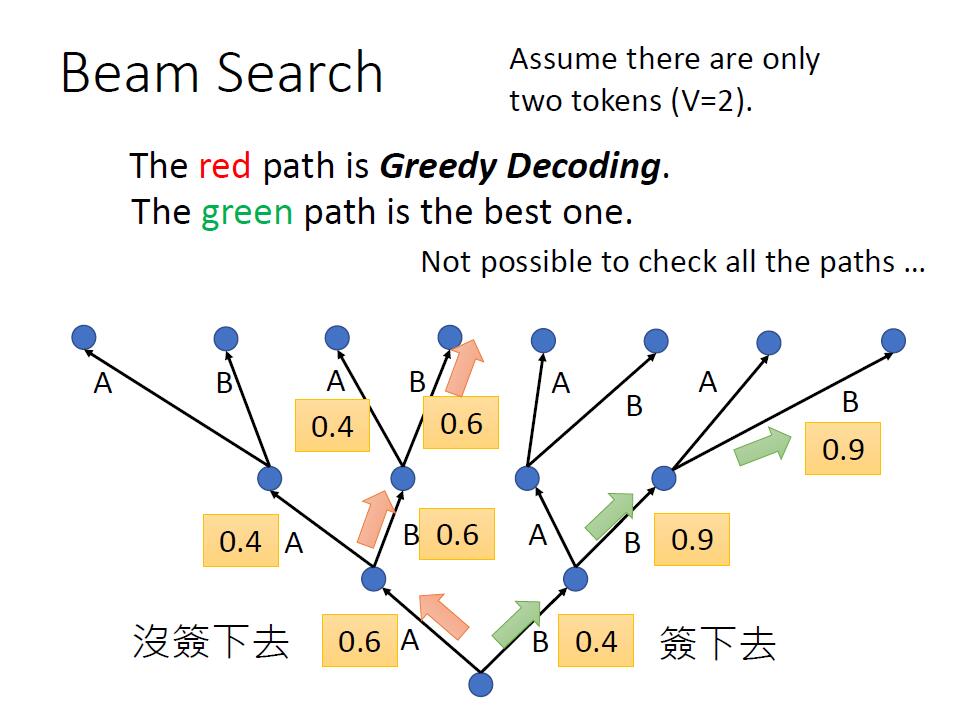 Beam Search
Assume there are only
two tokens (V=2).
The red path is Greedy Decoding.
The green path is the best one.
Not possible to check all the paths …
A
B
A
B
A
B
A
B
0.4
0.6
0.9
0.4
A
B
0.6
A
B
0.9
沒簽下去
0.6
A
B
0.4
簽下去